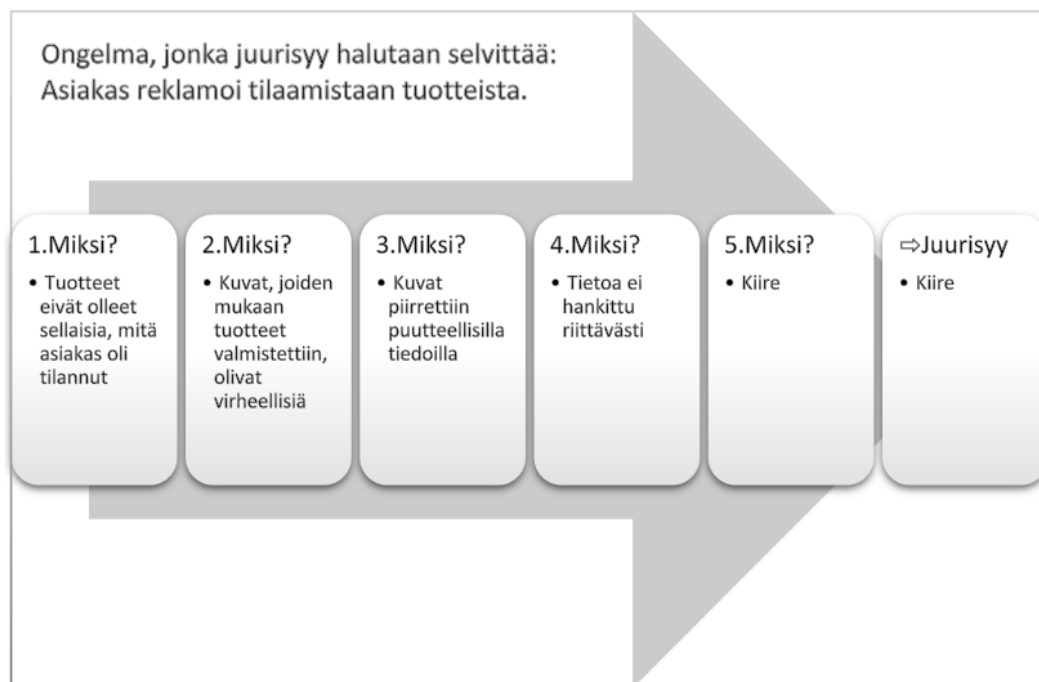 Ongelma, jonka juurisyy halutaan selvittää:
Asiakas reklamoi tilaamistaan tuotteista.
1.Miksi?
• Tuotteet
eivät olleet
sellaisia, mitä
asiakas oli
tilannut
2.Miksi?
• Kuvat, joiden
mukaan
tuotteet
valmistettiin,
olivat
virheellisiä
3.Miksi?
• Kuvat
piirrettiin
puutteellisilla
tiedoilla
4.Miksi?
• Tietoa ei
hankittu
riittävästi
5.Miksi?
• Kiire
⇨Juurisyy
• Kiire